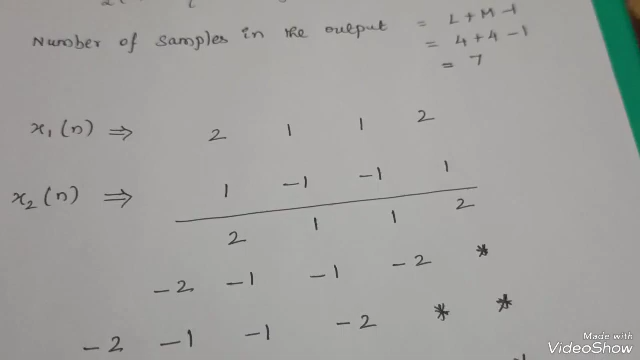 Number of samples in the output = L + M - 1
= 4 + 4 - 1
= 7
x₁(n) ⇒ 2 1 1 2
x₂(n) ⇒ 1 -1 -1 1
2 1 1 2
-2 -1 -1 -2 *
-2 -1 -1 -2 * *
Made with
VideoShow